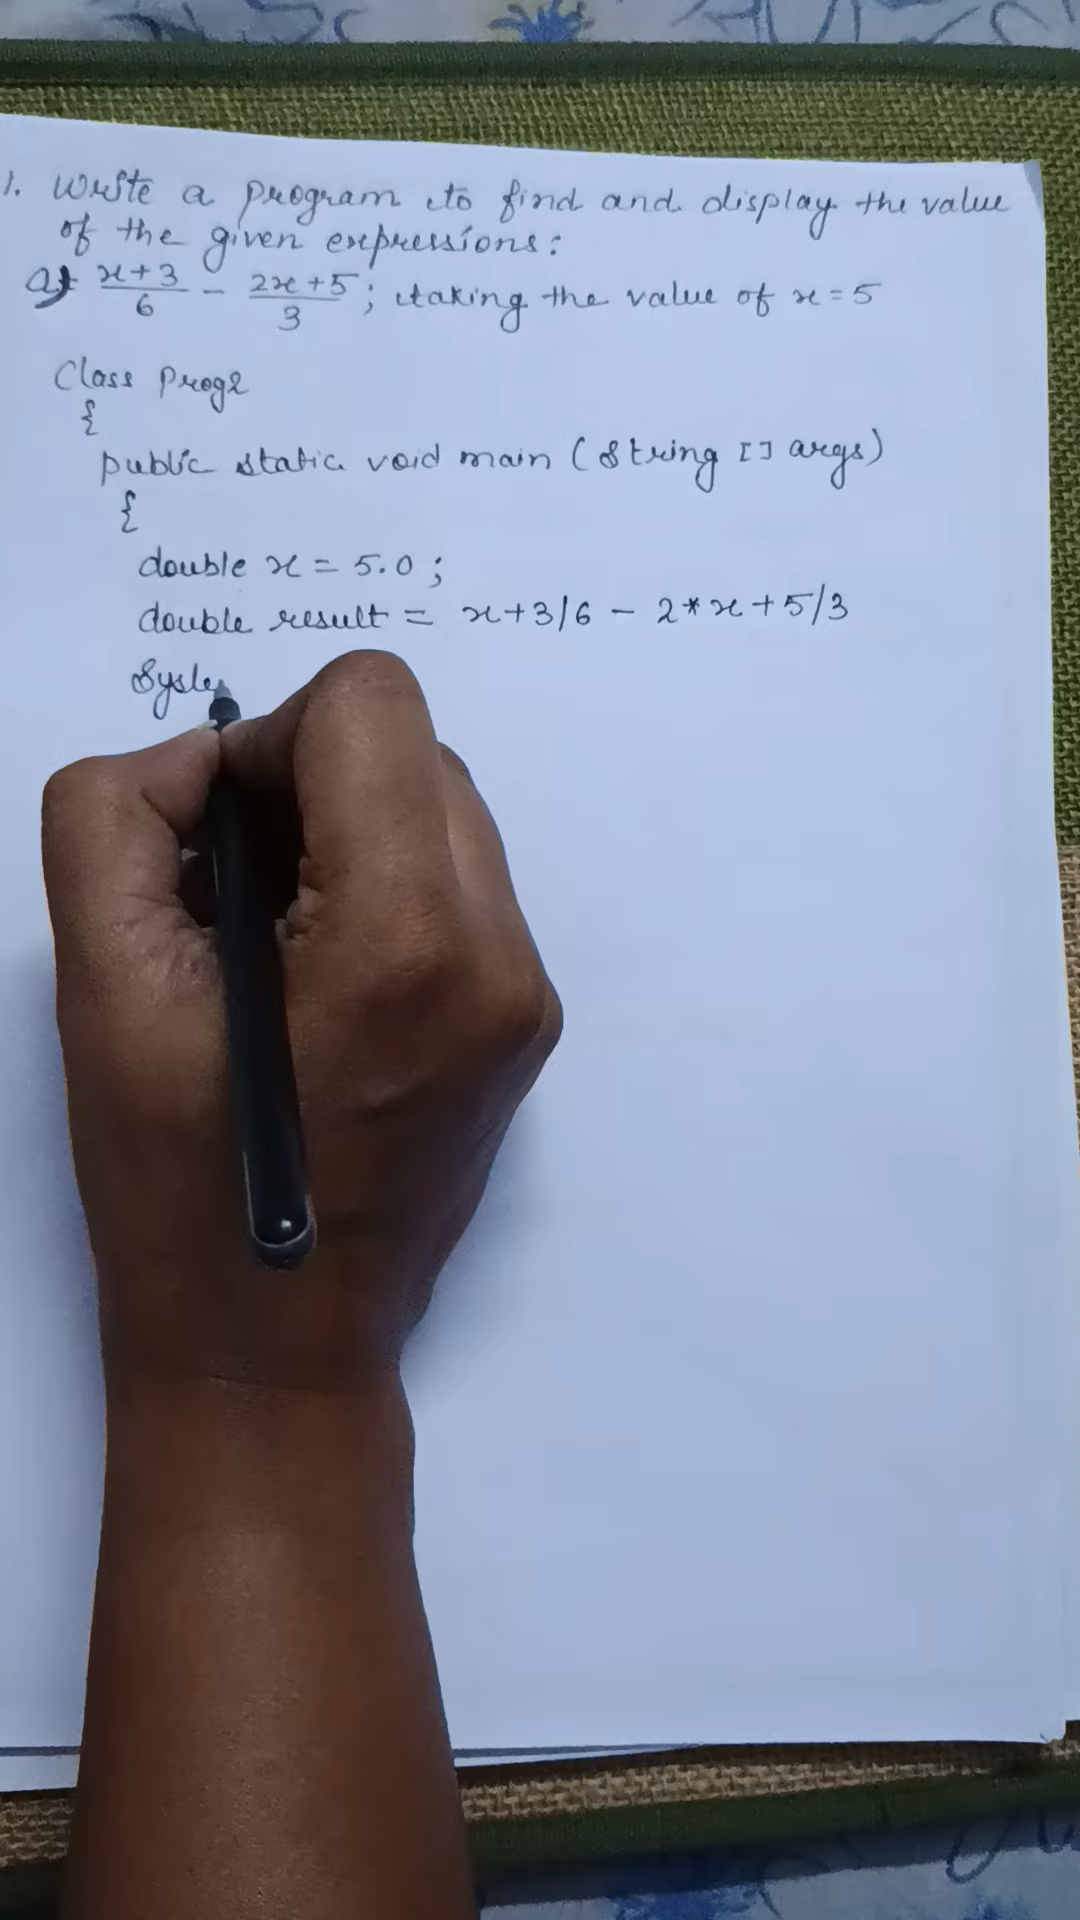 1. Write a program to find and display the value
of the given expressions:
a) x+3/6 - 2x+5/3; taking the value of x=5
Class Prog2
{
public static void main (String [] args)
{
double x = 5.0;
double result = x+3/6 - 2*x+5/3
Syste